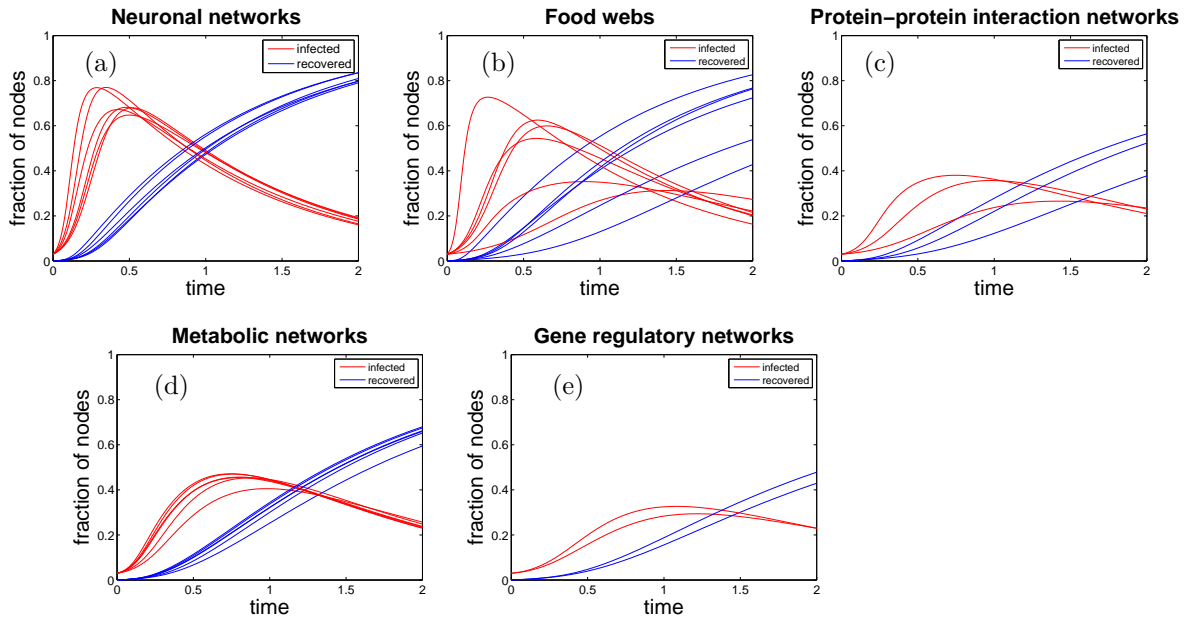 Neuronal networks
(a)
infected
recovered
1
0.8
0.6
0.4
0.2
0
0 0.5 1 1.5 2
fraction of nodes
time
Food webs
(b)
infected
recovered
1
0.8
0.6
0.4
0.2
0
0 0.5 1 1.5 2
fraction of nodes
time
Protein−protein interaction networks
(c)
infected
recovered
1
0.8
0.6
0.4
0.2
0
0 0.5 1 1.5 2
fraction of nodes
time
Metabolic networks
(d)
infected
recovered
1
0.8
0.6
0.4
0.2
0
0 0.5 1 1.5 2
fraction of nodes
time
Gene regulatory networks
(e)
infected
recovered
1
0.8
0.6
0.4
0.2
0
0 0.5 1 1.5 2
fraction of nodes
time